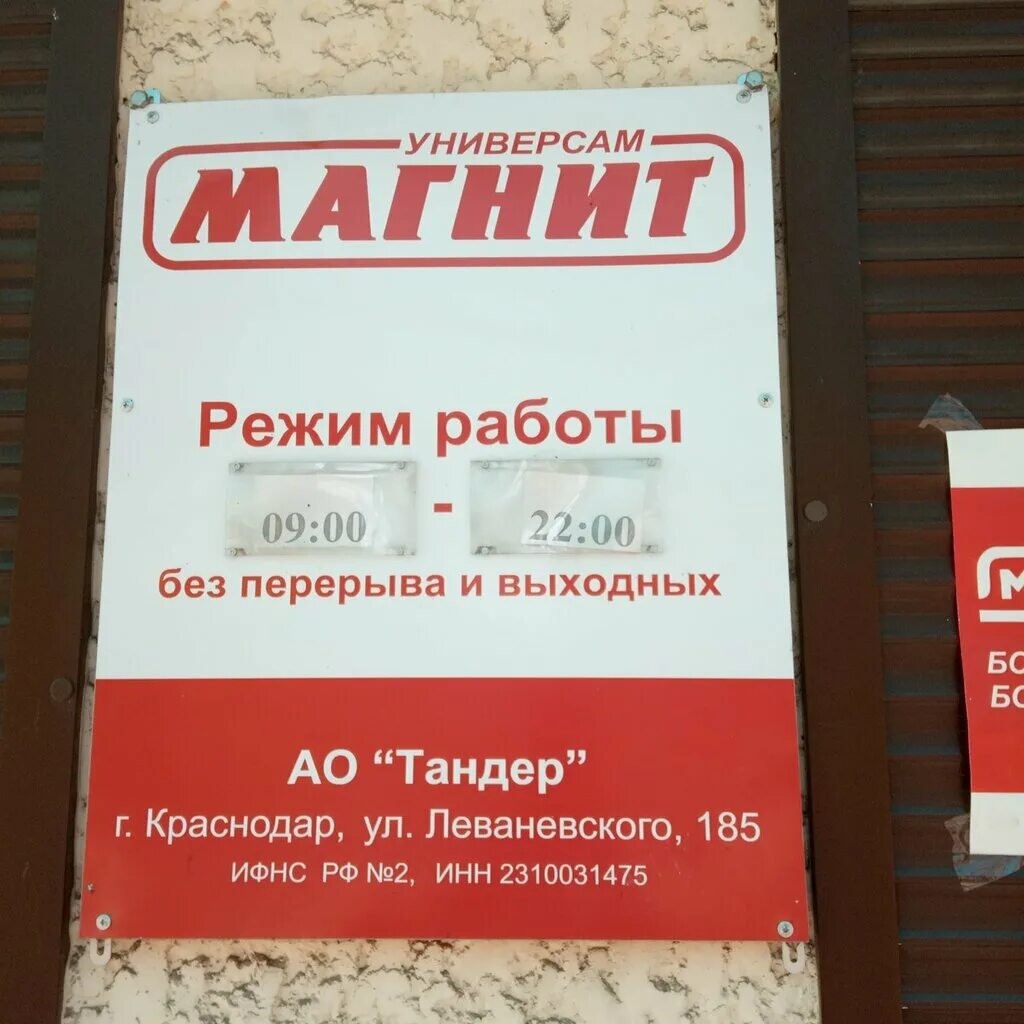 УНИВЕРСАМ
МАГНИТ
Режим работы
09:00 - 22:00
без перерыва и выходных
АО “Тандер”
г. Краснодар, ул. Леваневского, 185
ИФНС РФ №2, ИНН 2310031475